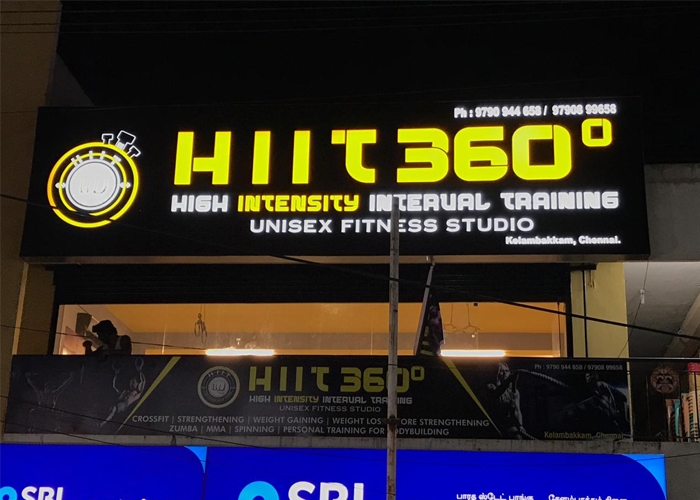 Ph : 9790 944 658 / 97908 99658
HIIT
HIIT 360°
HIGH INTENSITY INTERVAL TRAINING
UNISEX FITNESS STUDIO
Kelambakkam, Chennai.
Ph : 9790 944 658 / 97908 99658
HIIT 360°
HIGH INTENSITY INTERVAL TRAINING
UNISEX FITNESS STUDIO
CROSSFIT | STRENGTHENING | WEIGHT GAINING | WEIGHT LOSS CORE STRENGTHENING
ZUMBA | MMA | SPINNING | PERSONAL TRAINING FOR BODYBUILDING
Kelambakkam, Chennai.
SBI
SBI
பாரத ஸ்டேட் பாங்கு